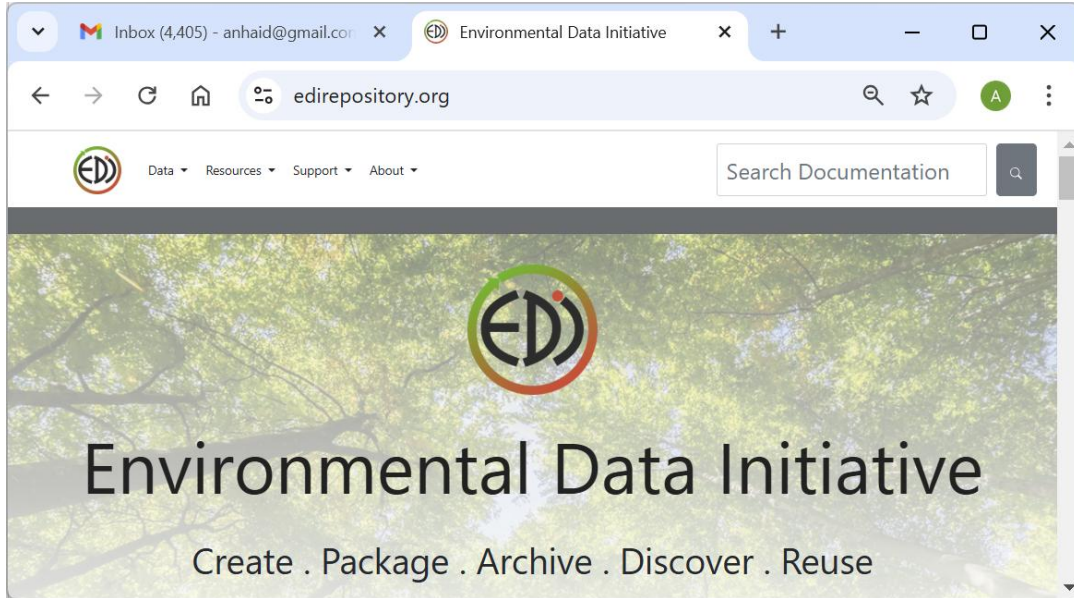 Inbox (4,405) - anhaid@gmail.con
Environmental Data Initiative
edirepository.org
A
EDI
Data
Resources
Support
About
Search Documentation
EDI
Environmental Data Initiative
Create . Package . Archive . Discover . Reuse